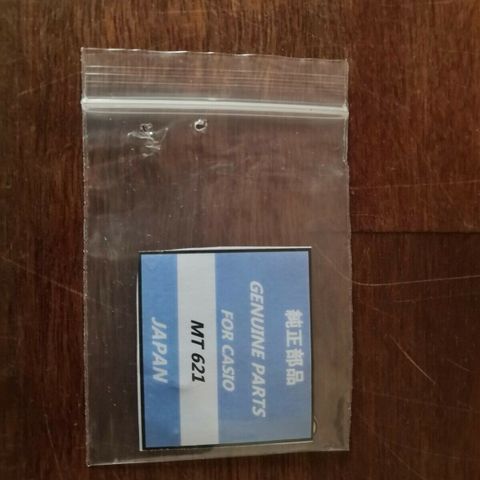 純正部品
GENUINE PARTS
FOR CASIO
MT 621
JAPAN